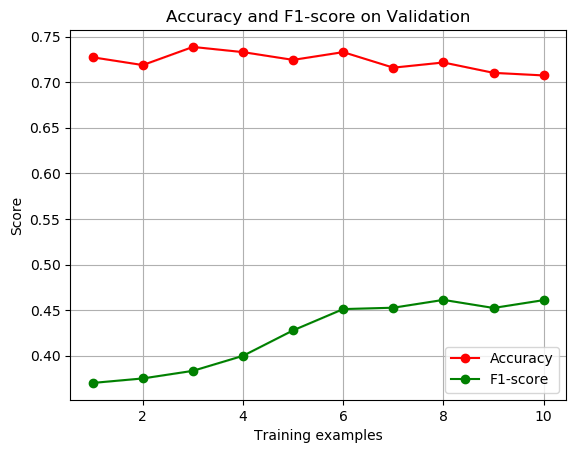 Accuracy and F1-score on Validation
0.75
0.70
0.65
0.60
0.55
0.50
0.45
0.40
Score
Accuracy
F1-score
2 4 6 8 10
Training examples